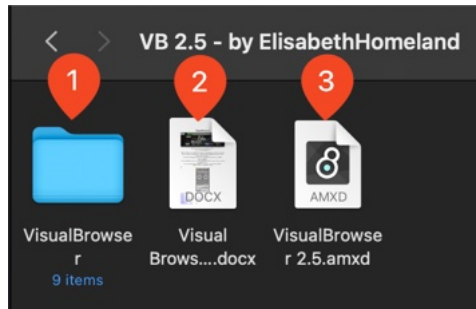 VB 2.5 - by ElisabethHomeland
1
2
3
DOCX
AMXD
VisualBrowse
r
9 items
Visual
Brows....docx
VisualBrowse
r 2.5.amxd